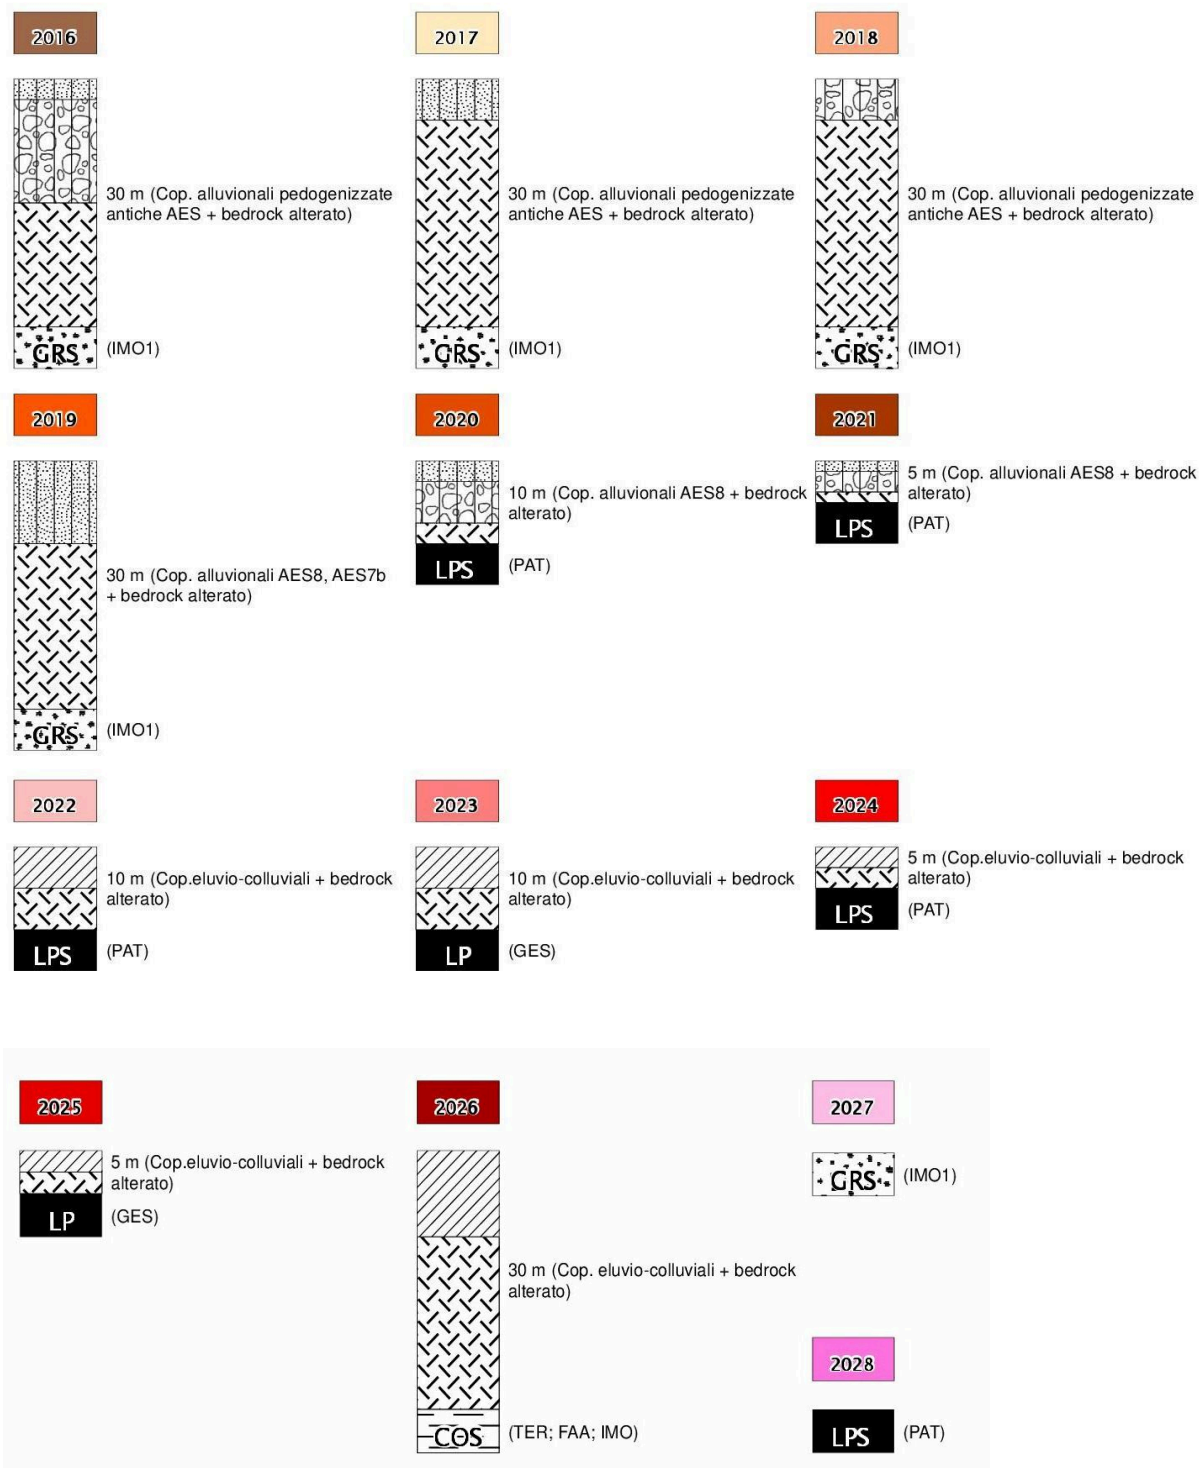 2016
2017
2018
30 m (Cop. alluvionali pedogenizzate
antiche AES + bedrock alterato)
30 m (Cop. alluvionali pedogenizzate
antiche AES + bedrock alterato)
30 m (Cop. alluvionali pedogenizzate
antiche AES + bedrock alterato)
GRS (IMO1)
GRS (IMO1)
GRS (IMO1)
2019
2020
2021
30 m (Cop. alluvionali AES8, AES7b
+ bedrock alterato)
GRS (IMO1)
10 m (Cop. alluvionali AES8 + bedrock
alterato)
LPS (PAT)
5 m (Cop. alluvionali AES8 + bedrock
alterato)
LPS (PAT)
2022
2023
2024
10 m (Cop.eluvio-colluviali + bedrock
alterato)
LPS (PAT)
10 m (Cop.eluvio-colluviali + bedrock
alterato)
LP (GES)
5 m (Cop.eluvio-colluviali + bedrock
alterato)
LPS (PAT)
2025
2026
2027
5 m (Cop.eluvio-colluviali + bedrock
alterato)
LP (GES)
30 m (Cop. eluvio-colluviali + bedrock
alterato)
COS (TER; FAA; IMO)
GRS (IMO1)
2028
LPS (PAT)